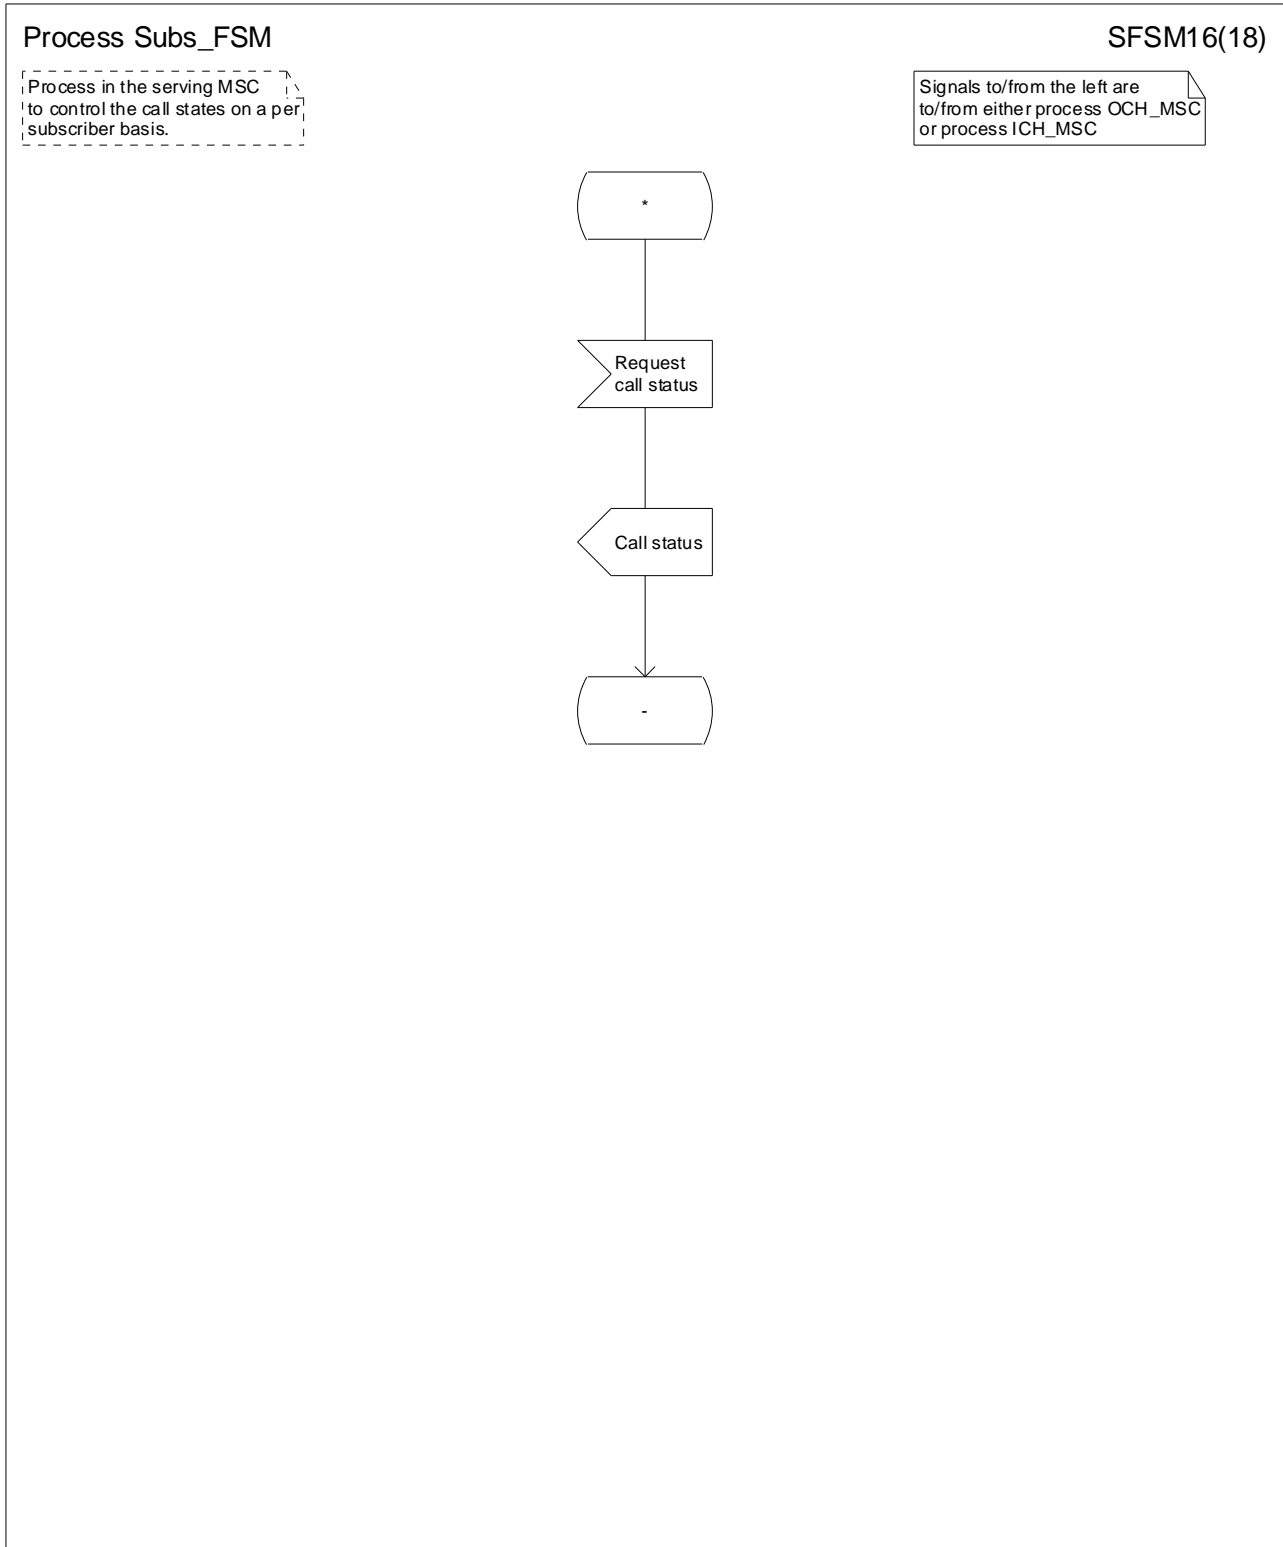 Process Subs_FSM
SFSM16(18)
Process in the serving MSC
to control the call states on a per
subscriber basis.
Signals to/from the left are
to/from either process OCH_MSC
or process ICH_MSC
*
Request
call status
Call status
-